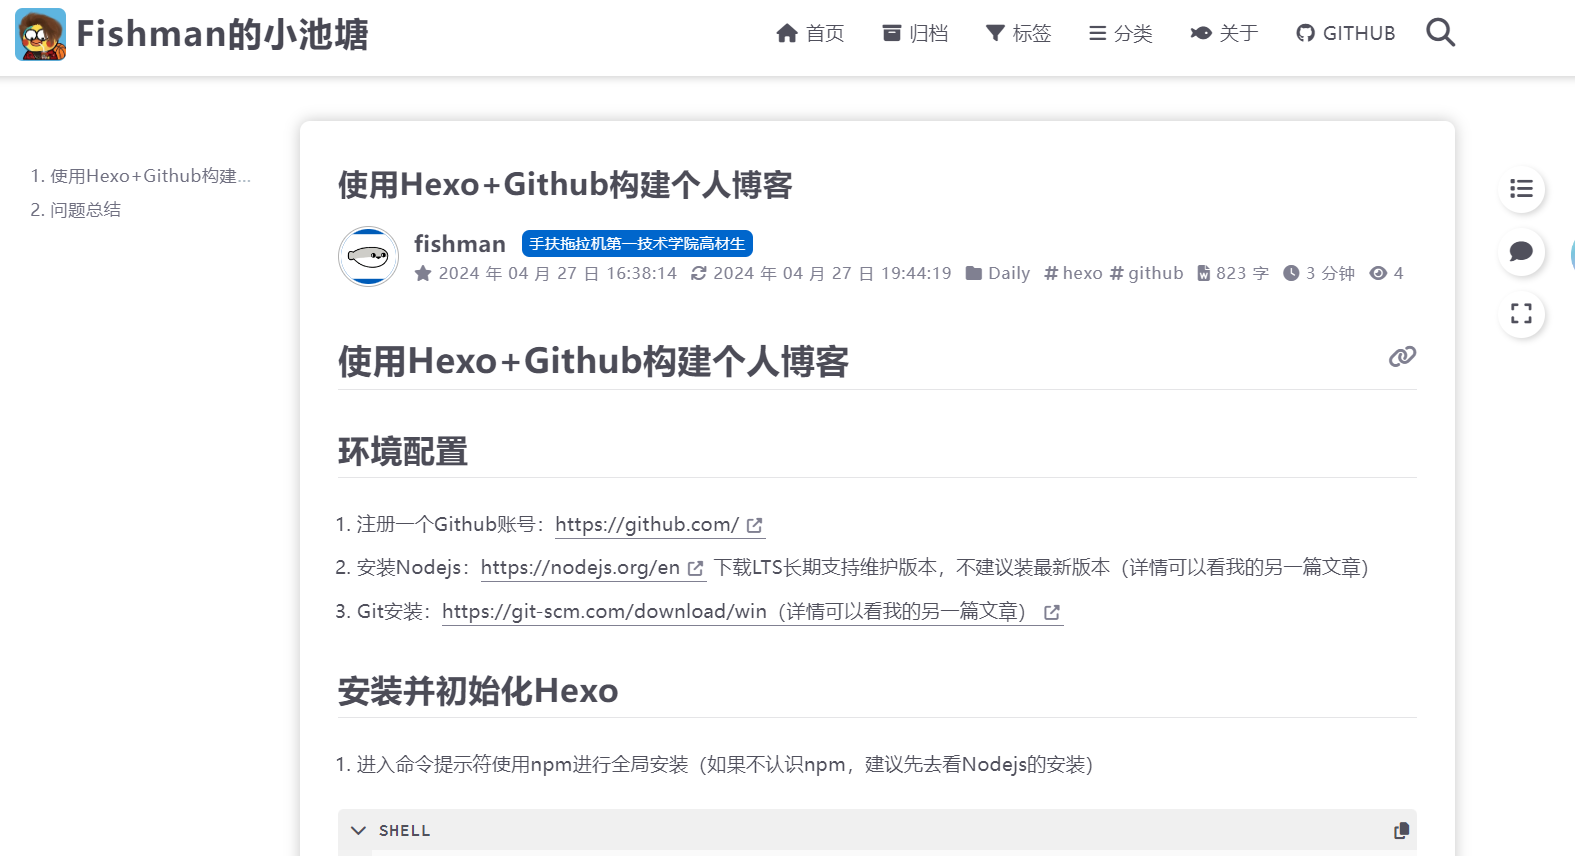 Fishman的小池塘
首页 归档 标签 分类 关于 GITHUB
1. 使用Hexo+Github构建...
2. 问题总结
使用Hexo+Github构建个人博客
fishman 手扶拖拉机第一技术学院高材生
2024 年 04 月 27 日 16:38:14 2024 年 04 月 27 日 19:44:19 Daily #hexo #github 823 字 3 分钟 4
使用Hexo+Github构建个人博客
环境配置
1. 注册一个Github账号：https://github.com/
2. 安装Nodejs：https://nodejs.org/en 下载LTS长期支持维护版本，不建议装最新版本（详情可以看我的另一篇文章）
3. Git安装：https://git-scm.com/download/win（详情可以看我的另一篇文章）
安装并初始化Hexo
1. 进入命令提示符使用npm进行全局安装（如果不认识npm，建议先去看Nodejs的安装）
SHELL